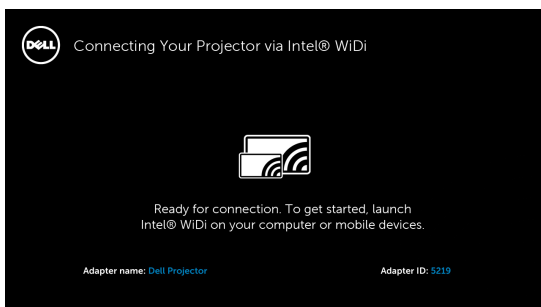 DELL
Connecting Your Projector via Intel® WiDi
Ready for connection. To get started, launch
Intel® WiDi on your computer or mobile devices.
Adapter name: Dell Projector
Adapter ID: 5219